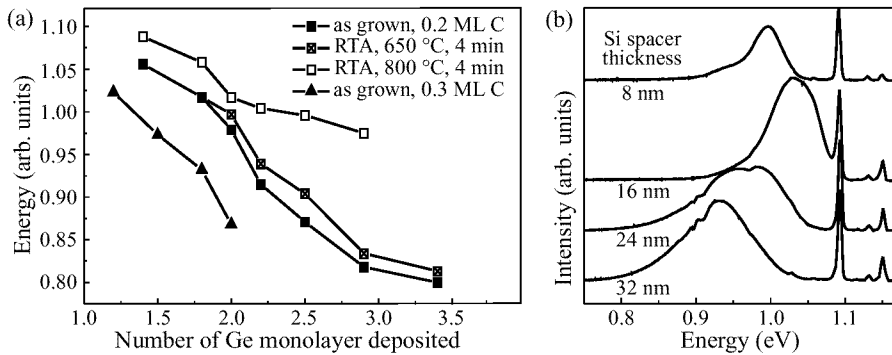 (a)
as grown, 0.2 ML C
RTA, 650 °C, 4 min
RTA, 800 °C, 4 min
as grown, 0.3 ML C
Energy (arb. units)
1.10
1.05
1.00
0.95
0.90
0.85
0.80
1.0 1.5 2.0 2.5 3.0 3.5
Number of Ge monolayer deposited
(b)
Si spacer
thickness
8 nm
16 nm
24 nm
32 nm
Intensity (arb. units)
0.8 0.9 1.0 1.1
Energy (eV)